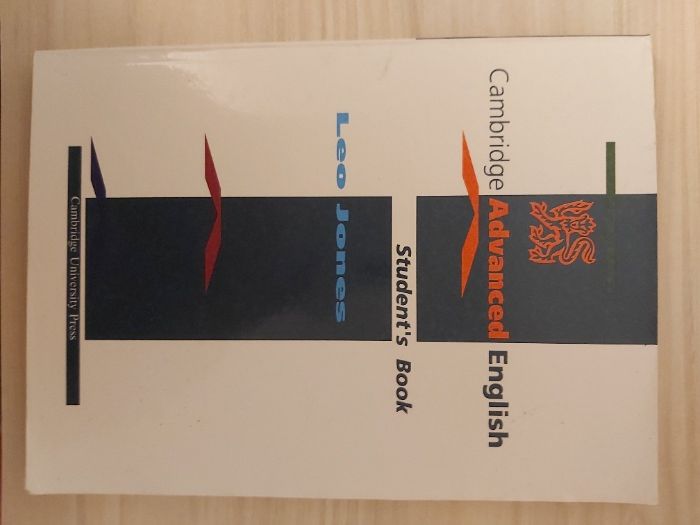 Cambridge Advanced English
Student's Book
Leo Jones
Cambridge University Press